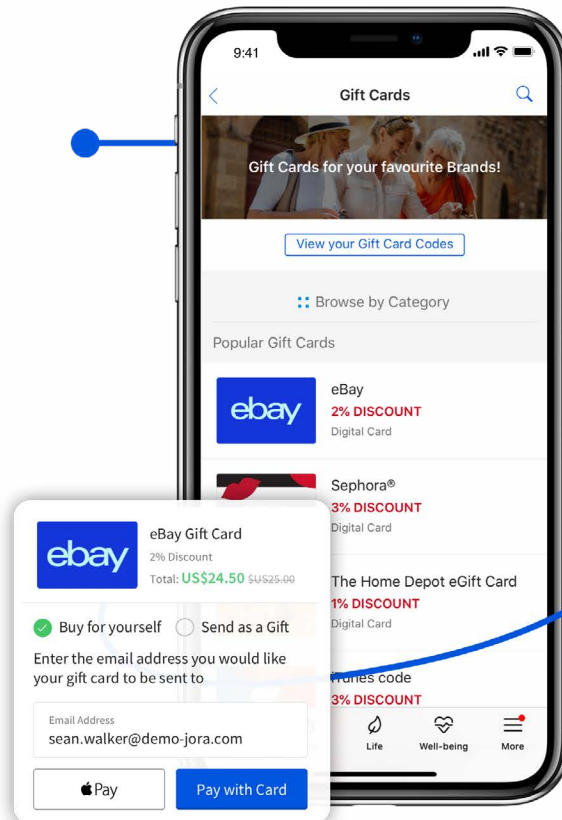 9:41
Gift Cards
Gift Cards for your favourite Brands!
View your Gift Card Codes
Browse by Category
Popular Gift Cards
ebay
eBay
2% DISCOUNT
Digital Card
Sephora®
3% DISCOUNT
Digital Card
The Home Depot eGift Card
1% DISCOUNT
Digital Card
iTunes code
3% DISCOUNT
Life
Well-being
More
ebay
eBay Gift Card
2% Discount
Total: US$24.50 $US25.00
Buy for yourself
Send as a Gift
Enter the email address you would like
your gift card to be sent to
Email Address
sean.walker@demo-jora.com
Pay
Pay with Card